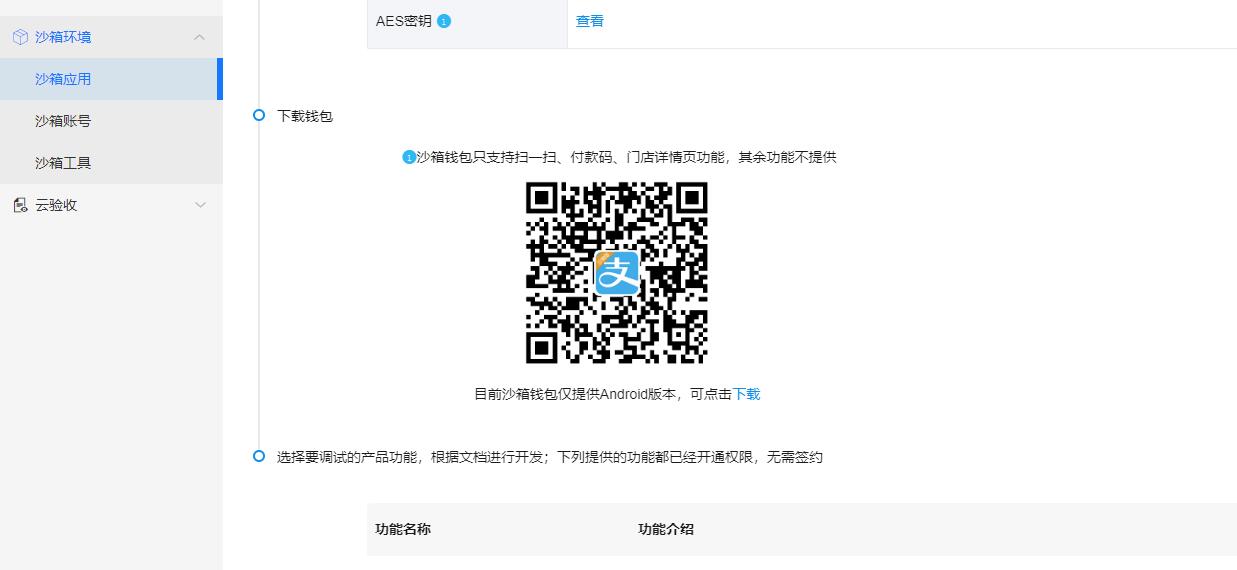 AES密钥 1
查看
沙箱环境
沙箱应用
沙箱账号
沙箱工具
云验收
下载钱包
1沙箱钱包只支持扫一扫、付款码、门店详情页功能，其余功能不提供
支
目前沙箱钱包仅提供Android版本，可点击下载
选择要调试的产品功能，根据文档进行开发；下列提供的功能都已经开通权限，无需签约
功能名称
功能介绍